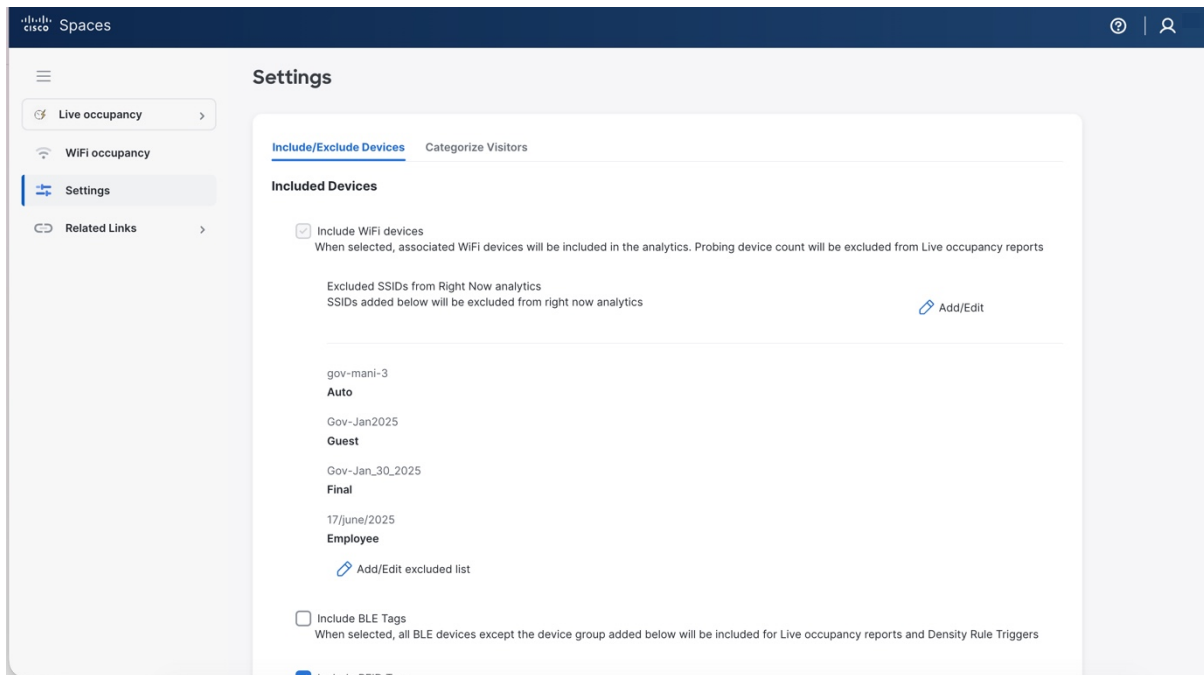 cisco Spaces
Settings
Live occupancy
WiFi occupancy
Settings
Related Links
Include/Exclude Devices Categorize Visitors
Included Devices
Include WiFi devices
When selected, associated WiFi devices will be included in the analytics. Probing device count will be excluded from Live occupancy reports
Excluded SSIDs from Right Now analytics
SSIDs added below will be excluded from right now analytics
Add/Edit
gov-mani-3
Auto
Gov-Jan2025
Guest
Gov-Jan_30_2025
Final
17/june/2025
Employee
Add/Edit excluded list
Include BLE Tags
When selected, all BLE devices except the device group added below will be included for Live occupancy reports and Density Rule Triggers